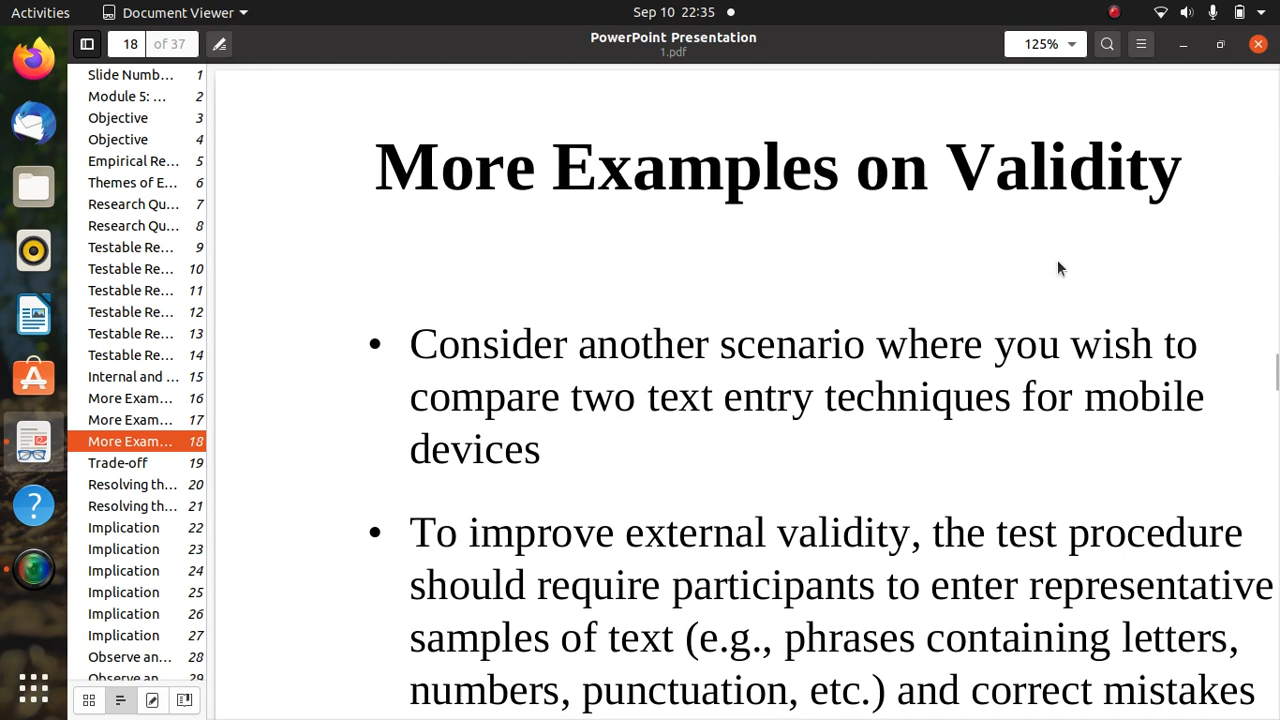 Activities
Document Viewer
Sep 10 22:35
18
of 37
PowerPoint Presentation
1.pdf
125%
Slide Numb... 1
Module 5: ... 2
Objective 3
Objective 4
Empirical Re... 5
Themes of E... 6
Research Qu... 7
Research Qu... 8
Testable Re... 9
Testable Re... 10
Testable Re... 11
Testable Re... 12
Testable Re... 13
Testable Re... 14
Internal and ... 15
More Exam... 16
More Exam... 17
More Exam... 18
Trade-off 19
Resolving th... 20
Resolving th... 21
Implication 22
Implication 23
Implication 24
Implication 25
Implication 26
Implication 27
Observe an... 28
Observe an... 29
More Examples on Validity
• Consider another scenario where you wish to
compare two text entry techniques for mobile
devices
• To improve external validity, the test procedure
should require participants to enter representative
samples of text (e.g., phrases containing letters,
numbers, punctuation, etc.) and correct mistakes